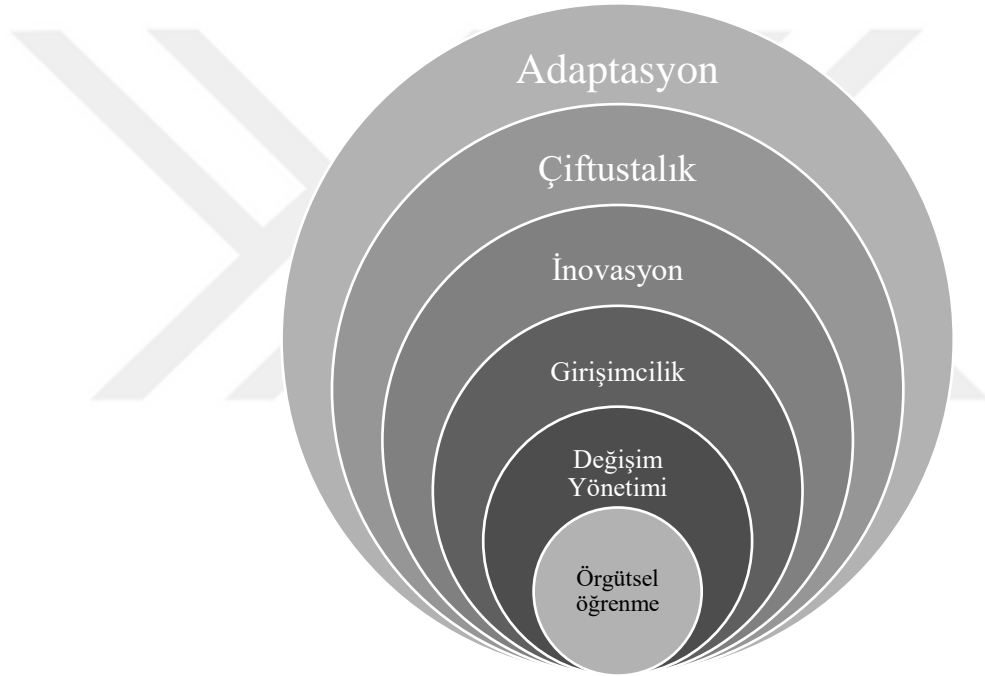 Adaptasyon
Çiftustalık
İnovasyon
Girişimcilik
Değişim
Yönetimi
Örgütsel
öğrenme